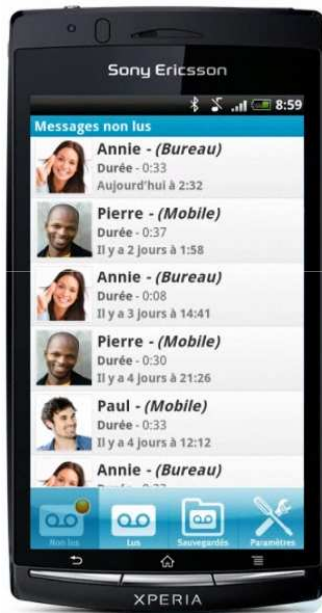 Sony Ericsson
8:59
Messages non lus
Annie - (Bureau)
Durée - 0:33
Aujourd'hui à 2:32
Pierre - (Mobile)
Durée - 0:37
Il y a 2 jours à 1:58
Annie - (Bureau)
Durée - 0:08
Il y a 3 jours à 14:41
Pierre - (Mobile)
Durée - 0:30
Il y a 4 jours à 21:26
Paul - (Mobile)
Durée - 0:33
Il y a 4 jours à 12:12
Annie - (Bureau)
Non lus
Lus
Sauvegardés
Paramètres
XPERIA